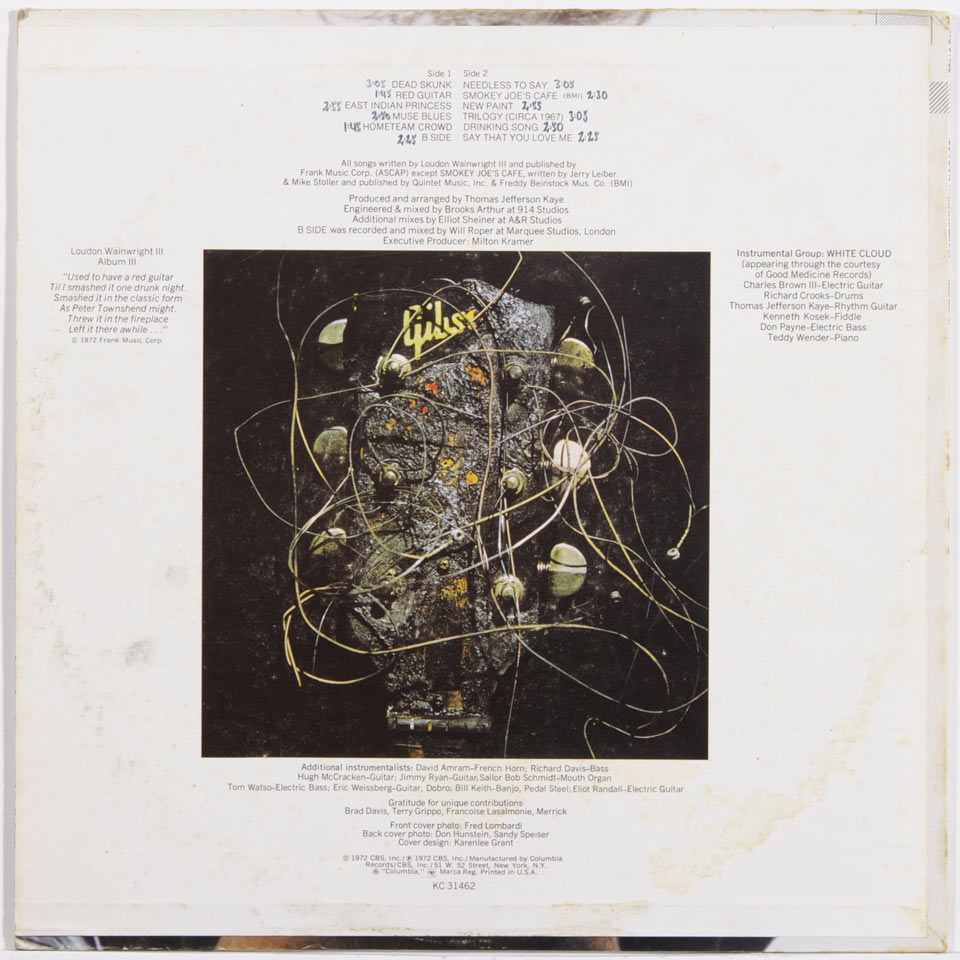 Side 1 Side 2
3:05 DEAD SKUNK NEEDLESS TO SAY 3:05
1:45 RED GUITAR SMOKEY JOE'S CAFE (BMI) 2:30
2:55 EAST INDIAN PRINCESS NEW PAINT 2:55
2:50 MUSE BLUES TRILOGY (CIRCA 1967) 3:05
1:45 HOMETEAM CROWD DRINKING SONG 2:50
2:25 B SIDE SAY THAT YOU LOVE ME 2:25
All songs written by Loudon Wainwright III and published by
Frank Music Corp. (ASCAP) except SMOKEY JOE'S CAFE, written by Jerry Leiber
& Mike Stoller and published by Quintet Music, Inc. & Freddy Beinstock Mus. Co. (BMI)
Produced and arranged by Thomas Jefferson Kaye
Engineered & mixed by Brooks Arthur at 914 Studios
Additional mixes by Elliot Sheiner at A&R Studios
B SIDE was recorded and mixed by Will Roper at Marquee Studios, London
Executive Producer: Milton Kramer
Loudon Wainwright III
Album III
"Used to have a red guitar
Til I smashed it one drunk night.
Smashed it in the classic form
As Peter Townshend might.
Threw it in the fireplace
Left it there awhile . . ."
© 1972 Frank Music Corp.
Instrumental Group: WHITE CLOUD
(appearing through the courtesy
of Good Medicine Records)
Charles Brown III–Electric Guitar
Richard Crooks–Drums
Thomas Jefferson Kaye–Rhythm Guitar
Kenneth Kosek–Fiddle
Don Payne–Electric Bass
Teddy Wender–Piano
Gibson
Additional instrumentalists: David Amram–French Horn; Richard Davis–Bass
Hugh McCracken–Guitar; Jimmy Ryan–Guitar, Sailor Bob Schmidt–Mouth Organ
Tom Watso–Electric Bass; Eric Weissberg–Guitar, Dobro; Bill Keith–Banjo, Pedal Steel; Eliot Randall–Electric Guitar
Gratitude for unique contributions
Brad Davis, Terry Grippo, Francoise Lasalmonie, Merrick
Front cover photo: Fred Lombardi
Back cover photo: Don Hunstein, Sandy Speiser
Cover design: Karenlee Grant
© 1972 CBS, Inc./℗ 1972 CBS, Inc./Manufactured by Columbia
Records/CBS, Inc./51 W. 52 Street, New York, N.Y.
® "Columbia," Marca Reg. Printed in U.S.A.
KC 31462